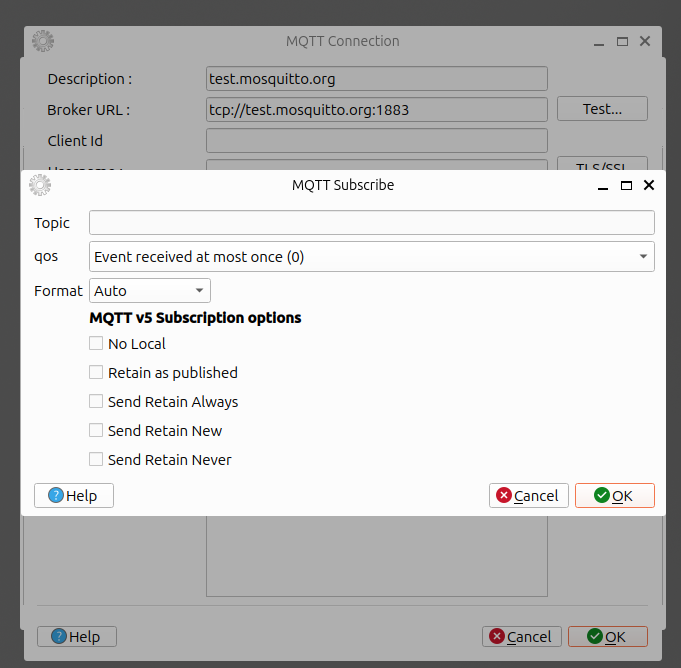 MQTT Connection
Description :
test.mosquitto.org
Broker URL :
tcp://test.mosquitto.org:1883
Test...
Client Id
TLS/SSL
MQTT Subscribe
Topic
qos
Event received at most once (0)
Format
Auto
MQTT v5 Subscription options
No Local
Retain as published
Send Retain Always
Send Retain New
Send Retain Never
Help
Cancel
OK
Help
Cancel
OK